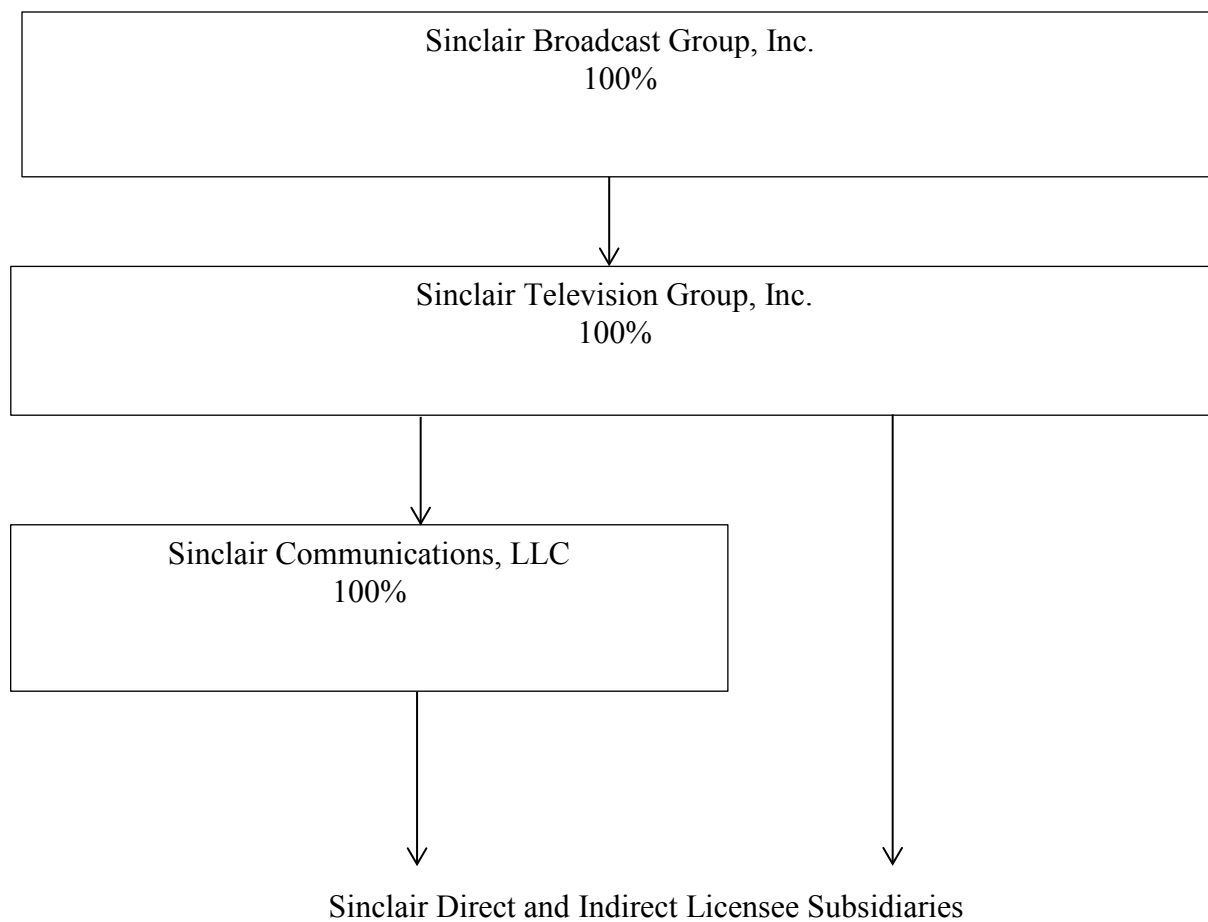 Sinclair Broadcast Group, Inc.
100%
Sinclair Television Group, Inc.
100%
Sinclair Communications, LLC
100%
Sinclair Direct and Indirect Licensee Subsidiaries